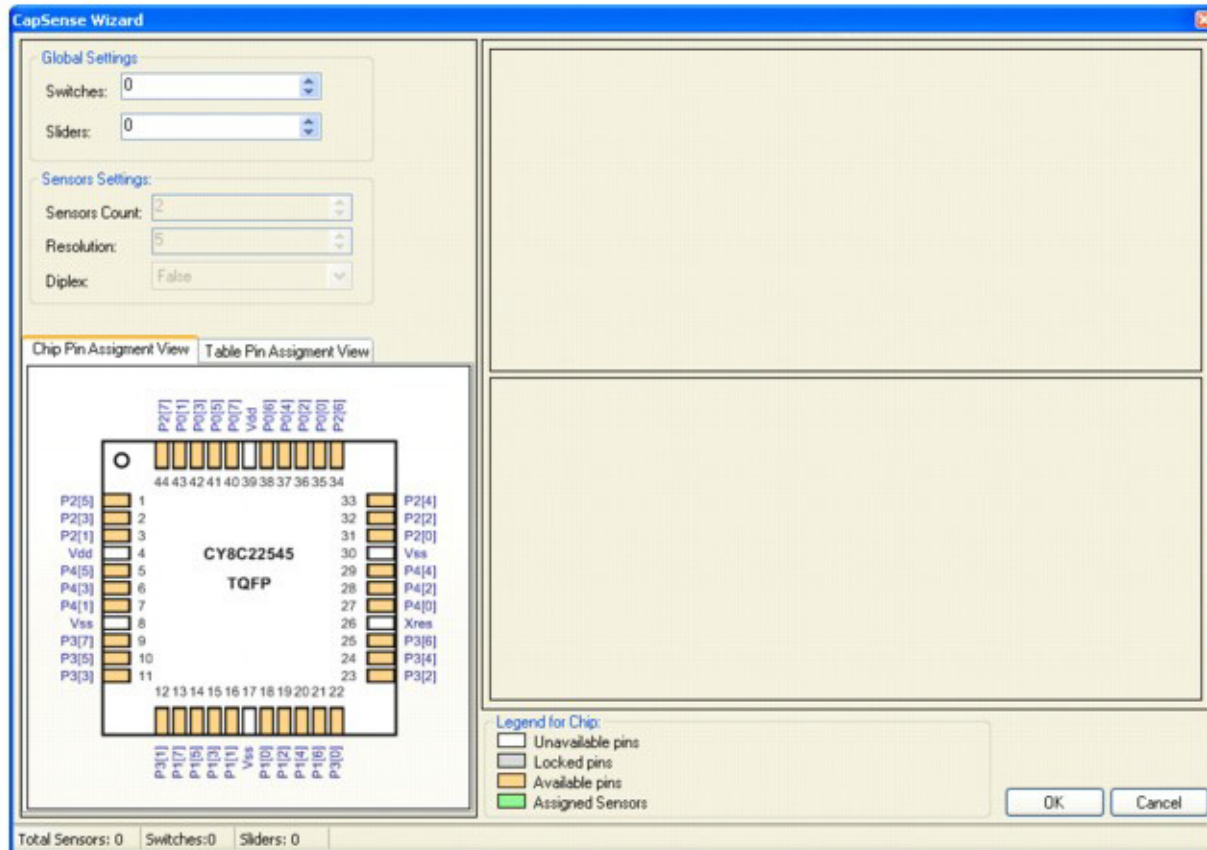 CapSense Wizard
Global Settings
Switches: 0
Sliders: 0
Sensors Settings:
Sensors Count: 2
Resolution: 5
Diplex: False
Chip Pin Assigment View Table Pin Assigment View
P2[7] P0[1] P0[3] P0[5] P0[7] Vdd P0[6] P0[4] P0[2] P0[0] P2[6]
44 43 42 41 40 39 38 37 36 35 34
P2[5] 1 33 P2[4]
P2[3] 2 32 P2[2]
P2[1] 3 31 P2[0]
Vdd 4 CY8C22545 30 Vss
P4[5] 5 29 P4[4]
P4[3] 6 TQFP 28 P4[2]
P4[1] 7 27 P4[0]
Vss 8 26 Xres
P3[7] 9 25 P3[6]
P3[5] 10 24 P3[4]
P3[3] 11 23 P3[2]
12 13 14 15 16 17 18 19 20 21 22
P3[1] P1[7] P1[5] P1[3] P1[1] Vss P1[0] P1[2] P1[4] P1[6] P3[0]
Legend for Chip:
Unavailable pins
Locked pins
Available pins
Assigned Sensors
OK Cancel
Total Sensors: 0 Switches:0 Sliders: 0